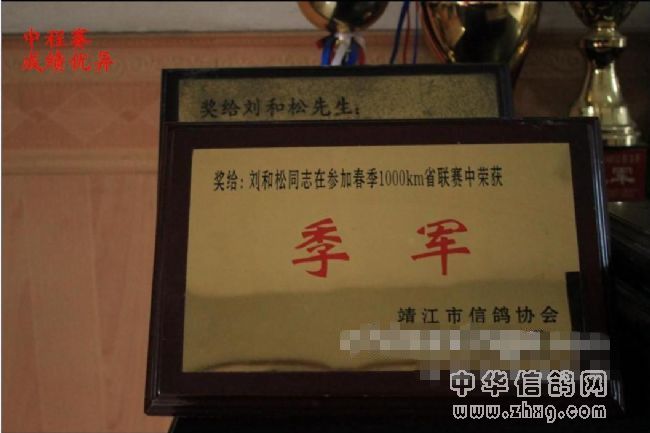 中程赛
成绩优异
奖给刘和松先生：
奖给：刘和松同志在参加春季1000km省联赛中荣获
季军
靖江市信鸽协会
军
中华信鸽网
www.zhxg.com